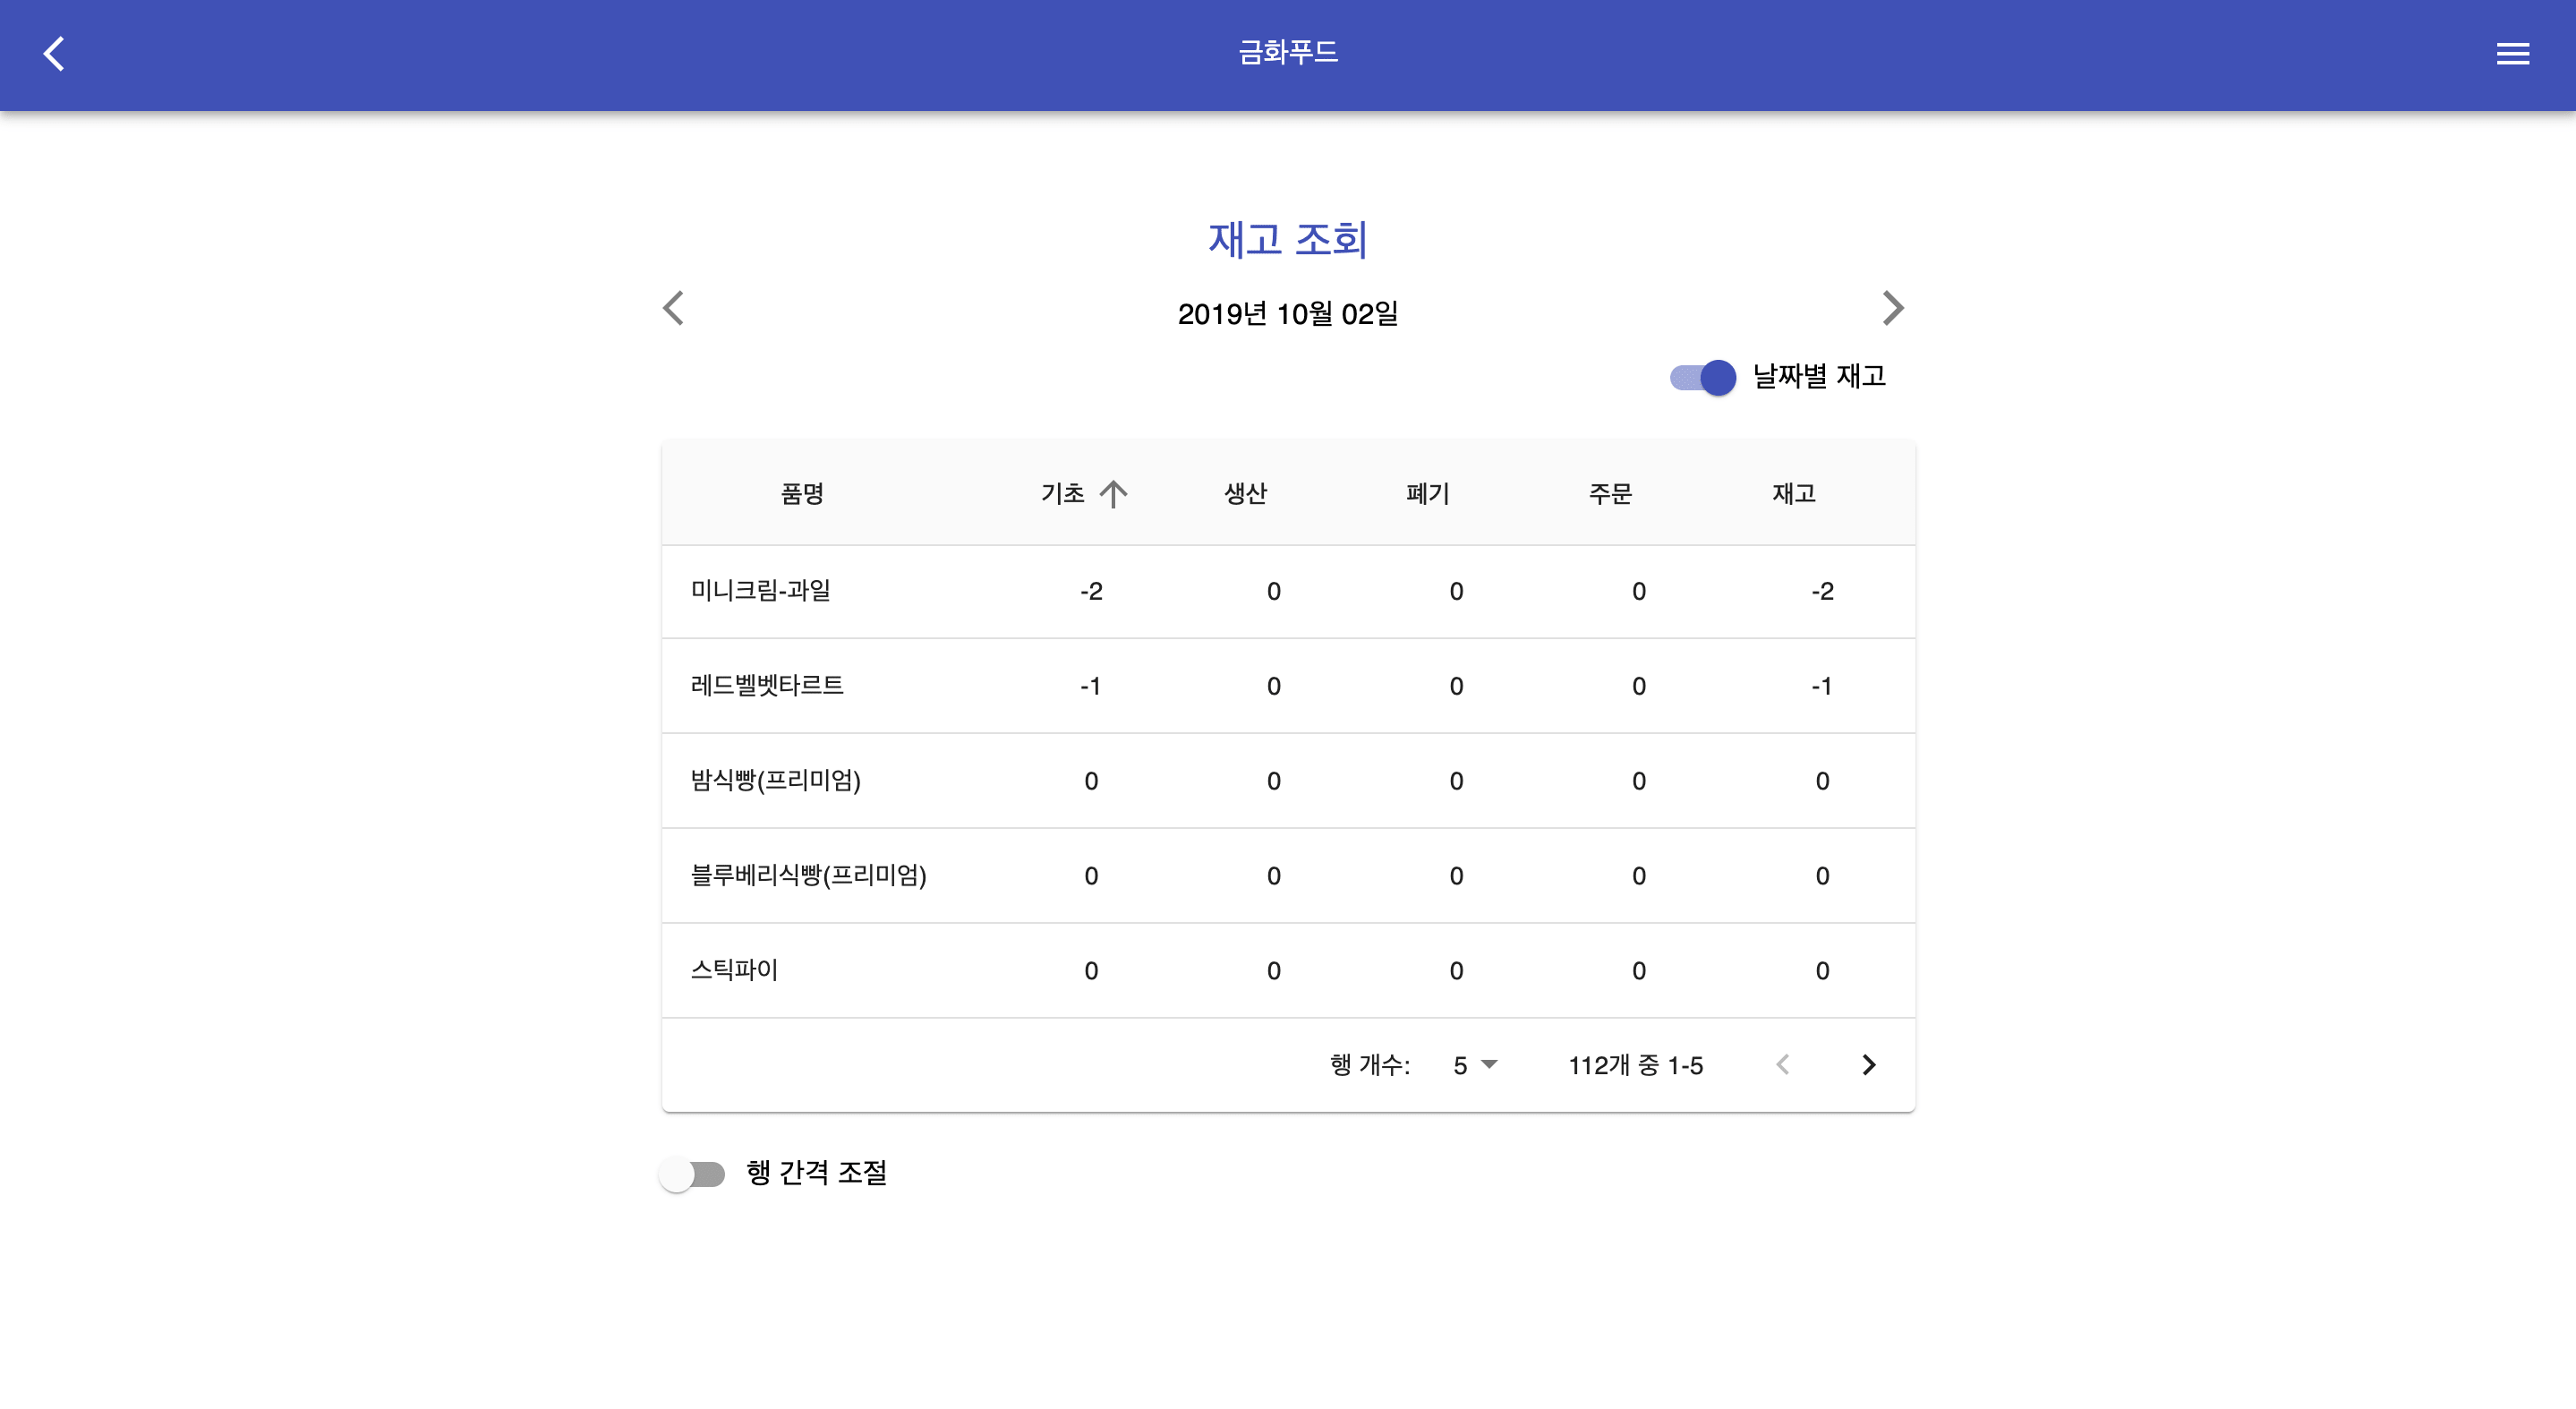 금화푸드
재고 조회
2019년 10월 02일
날짜별 재고
품명 기초 생산 폐기 주문 재고
미니크림-과일 -2 0 0 0 -2
레드벨벳타르트 -1 0 0 0 -1
밤식빵(프리미엄) 0 0 0 0 0
블루베리식빵(프리미엄) 0 0 0 0 0
스틱파이 0 0 0 0 0
행 개수: 5 112개 중 1-5
행 간격 조절